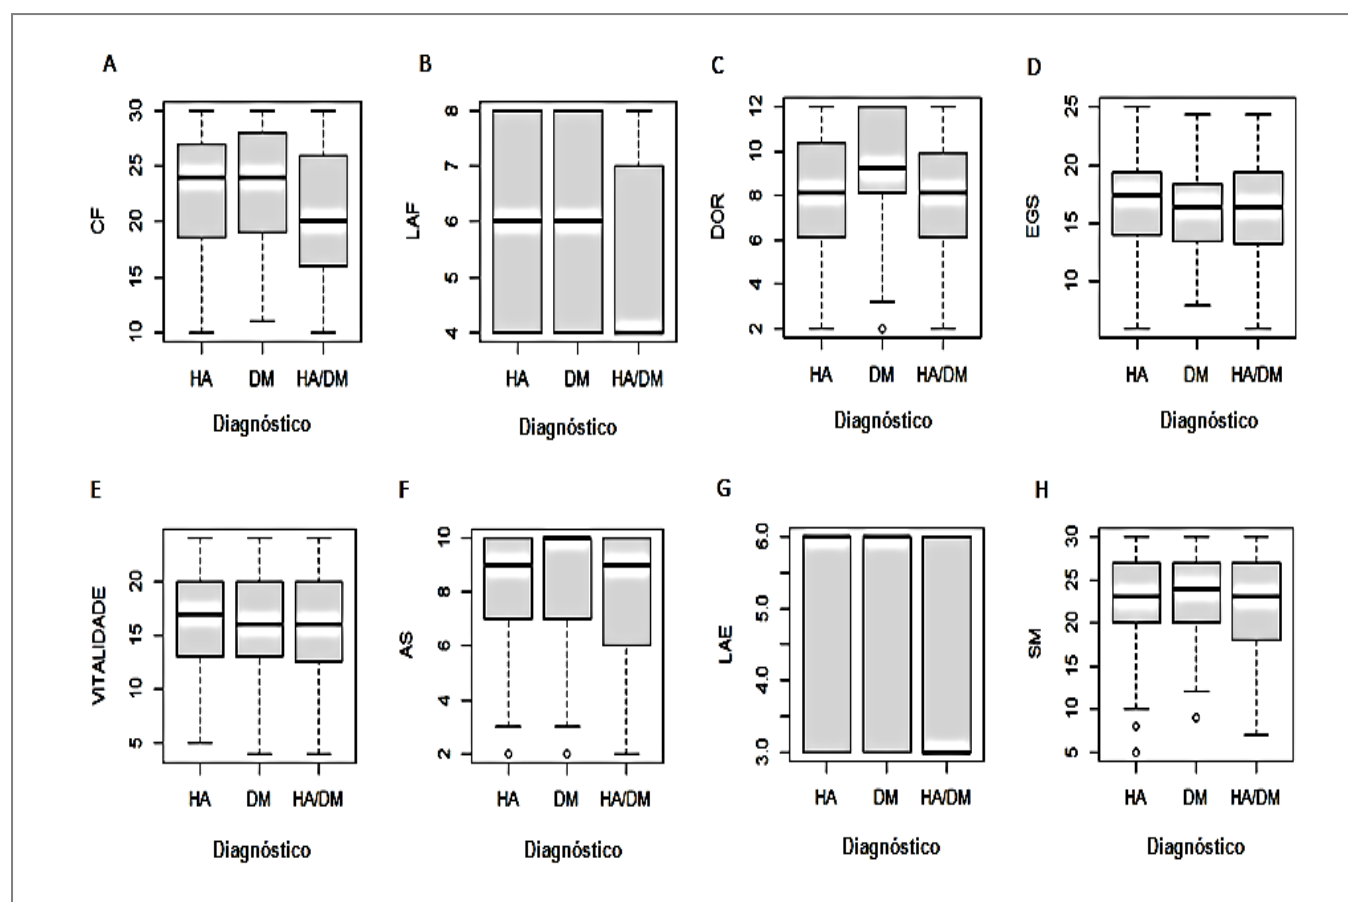 A
CF
30
25
20
15
10
HA DM HA/DM
Diagnóstico
B
LAF
8
7
6
5
4
HA DM HA/DM
Diagnóstico
C
DOR
12
10
8
6
4
2
HA DM HA/DM
Diagnóstico
D
EGS
25
20
15
10
HA DM HA/DM
Diagnóstico
E
VITALIDADE
20
15
10
5
HA DM HA/DM
Diagnóstico
F
AS
10
8
6
4
2
HA DM HA/DM
Diagnóstico
G
LAE
6.0
5.0
4.0
3.0
HA DM HA/DM
Diagnóstico
H
SM
30
25
20
15
10
5
HA DM HA/DM
Diagnóstico